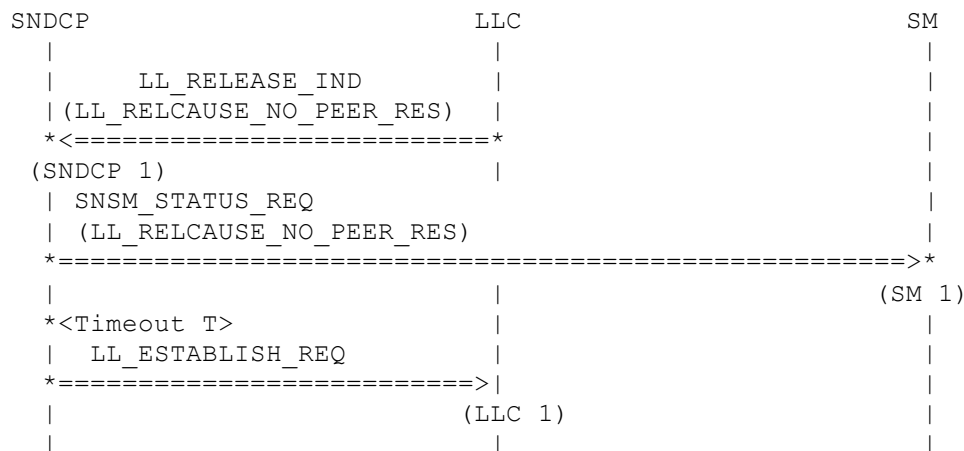 SNDCP LLC SM
| | |
| LL_RELEASE_IND | |
|(LL_RELCAUSE_NO_PEER_RES) | |
*<==========================* |
(SNDCP 1) | |
| SNSM_STATUS_REQ |
| (LL_RELCAUSE_NO_PEER_RES) |
*=====================================================>*
| | (SM 1)
*<Timeout T> | |
| LL_ESTABLISH_REQ | |
*==========================>| |
| (LLC 1) |
| | |